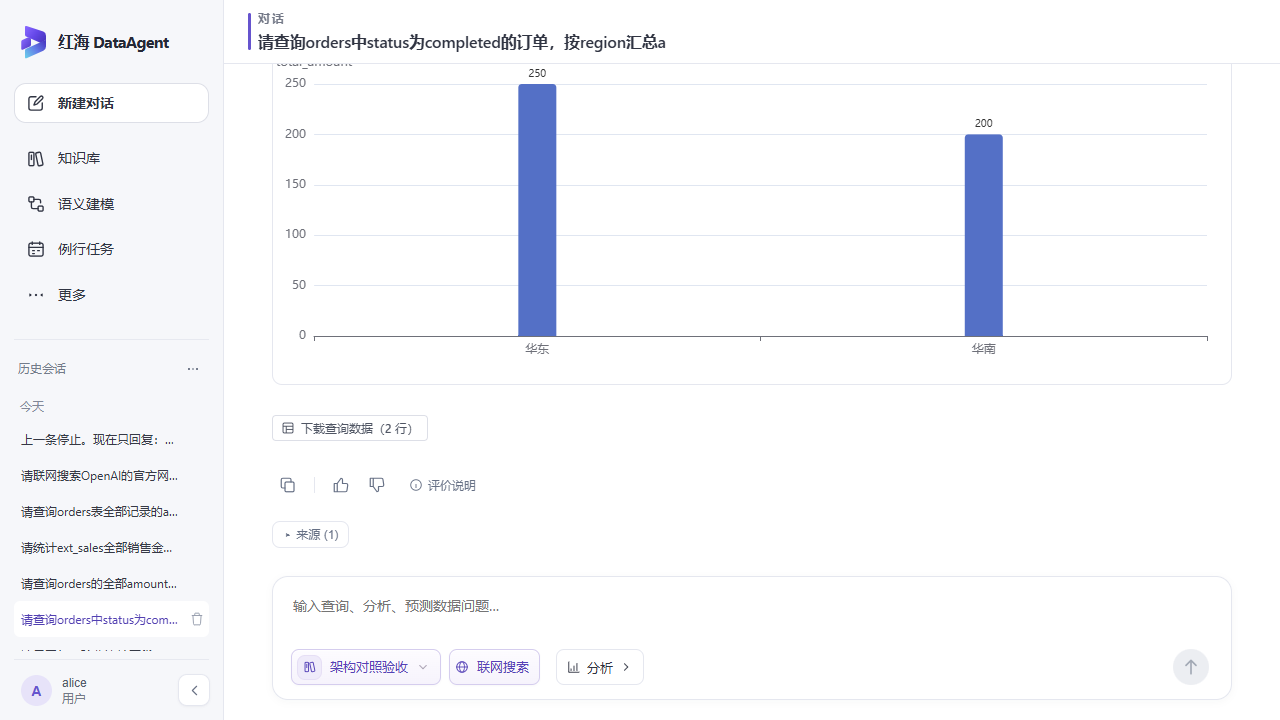 红海 DataAgent
新建对话
知识库
语义建模
例行任务
更多
历史会话
今天
上一条停止。现在只回复：...
请联网搜索OpenAI的官方网...
请查询orders表全部记录的a...
请统计ext_sales全部销售金...
请查询orders的全部amount...
请查询orders中status为com...
A
alice
用户
对话
请查询orders中status为completed的订单，按region汇总a
total_amount
250
200
150
100
50
0
250
200
华东
华南
下载查询数据（2 行）
评价说明
来源 (1)
输入查询、分析、预测数据问题...
架构对照验收
联网搜索
分析